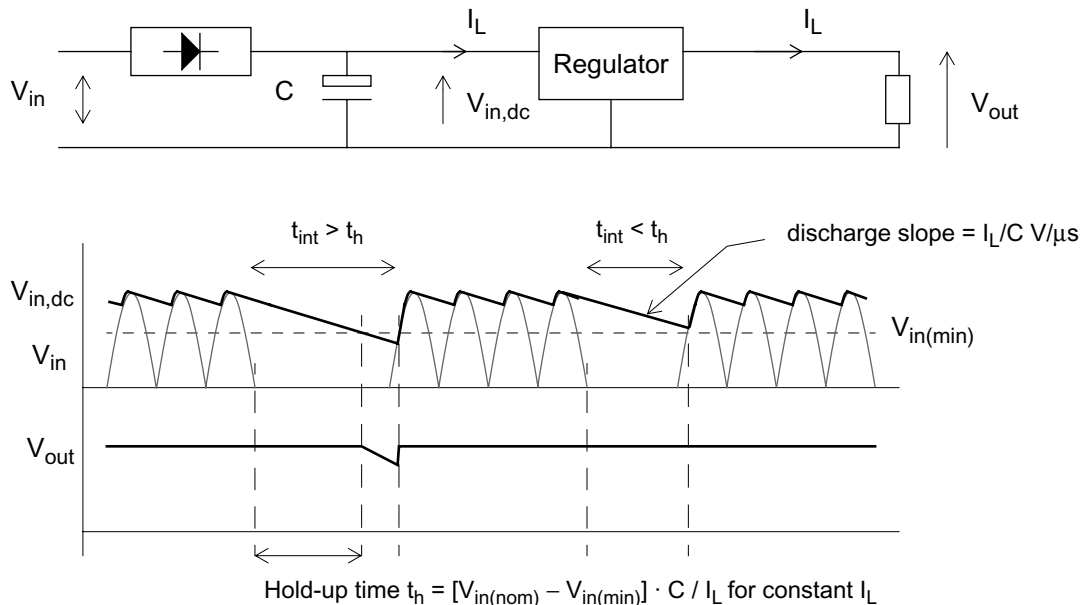 I_L
I_L
V_in
C
V_in,dc
Regulator
V_out
t_int > t_h
t_int < t_h
discharge slope = I_L/C V/μs
V_in,dc
V_in
V_in(min)
V_out
Hold-up time t_h = [V_in(nom) – V_in(min)] · C / I_L for constant I_L